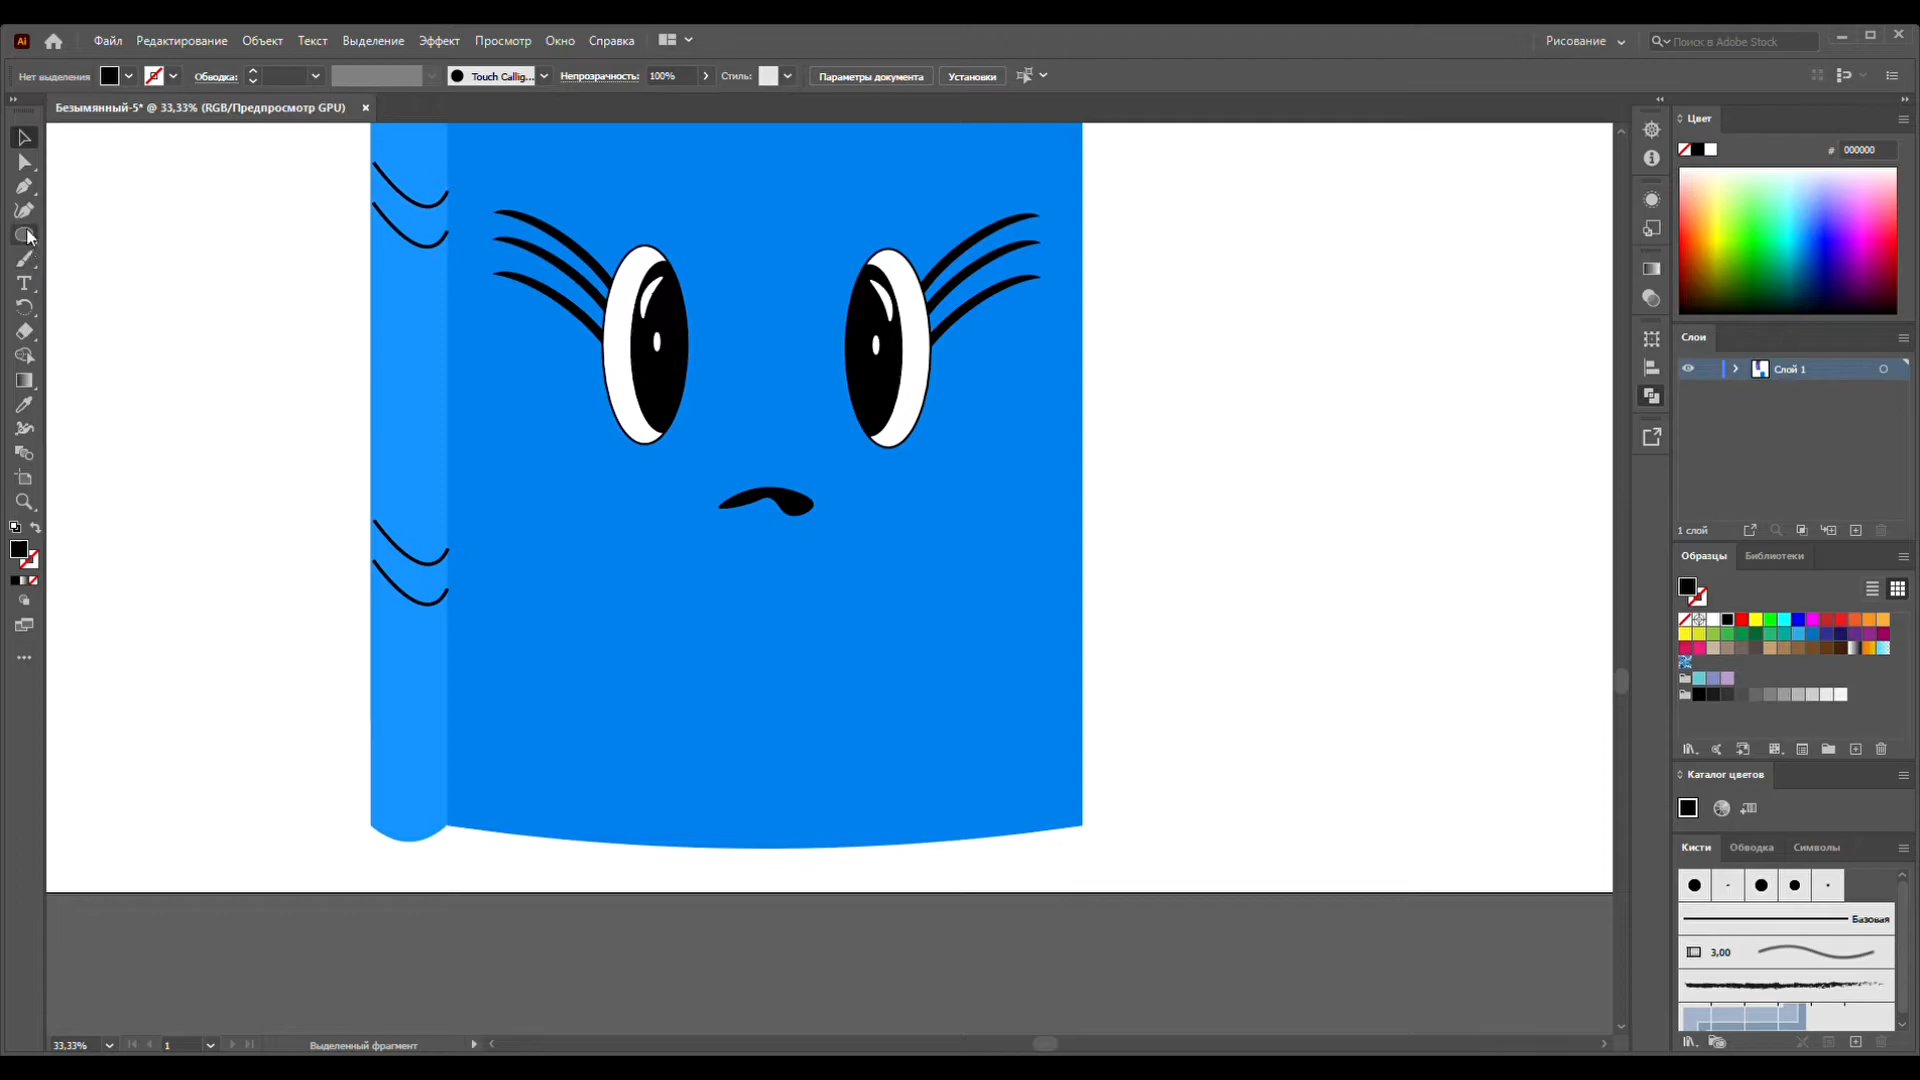 Ai Файл Редактирование Объект Текст Выделение Эффект Просмотр Окно Справка Рисование Поиск в Adobe Stock
Нет выделения Обводка: Touch Callig... Непрозрачность: 100% Стиль: Параметры документа Установки
Безымянный-5* @ 33,33% (RGB/Предпросмотр GPU) ×
Цвет
# 000000
Слои
Слой 1
1 слой
Образцы Библиотеки
Каталог цветов
Кисти Обводка Символы
Базовая
3,00
33,33% 1 Выделенный фрагмент